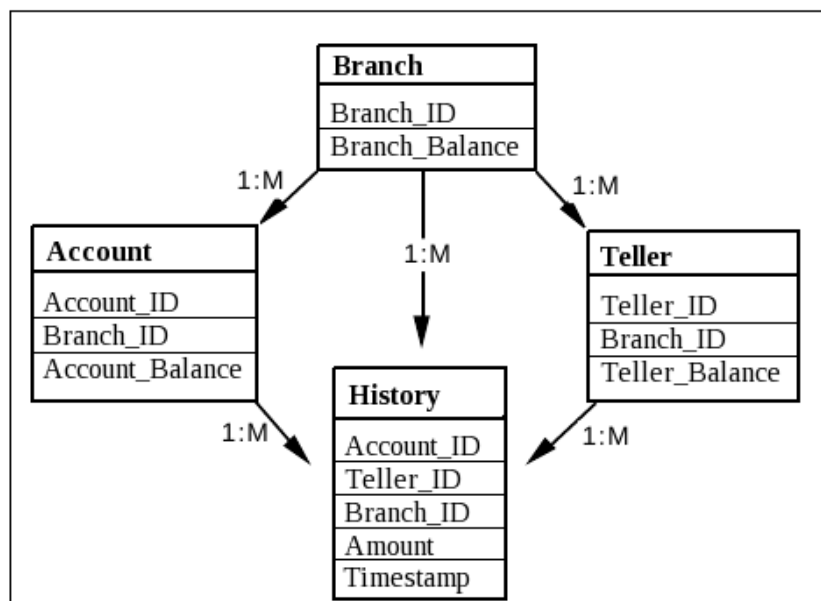 Branch
Branch_ID
Branch_Balance
1:M
1:M
1:M
Account
Account_ID
Branch_ID
Account_Balance
Teller
Teller_ID
Branch_ID
Teller_Balance
1:M
1:M
History
Account_ID
Teller_ID
Branch_ID
Amount
Timestamp